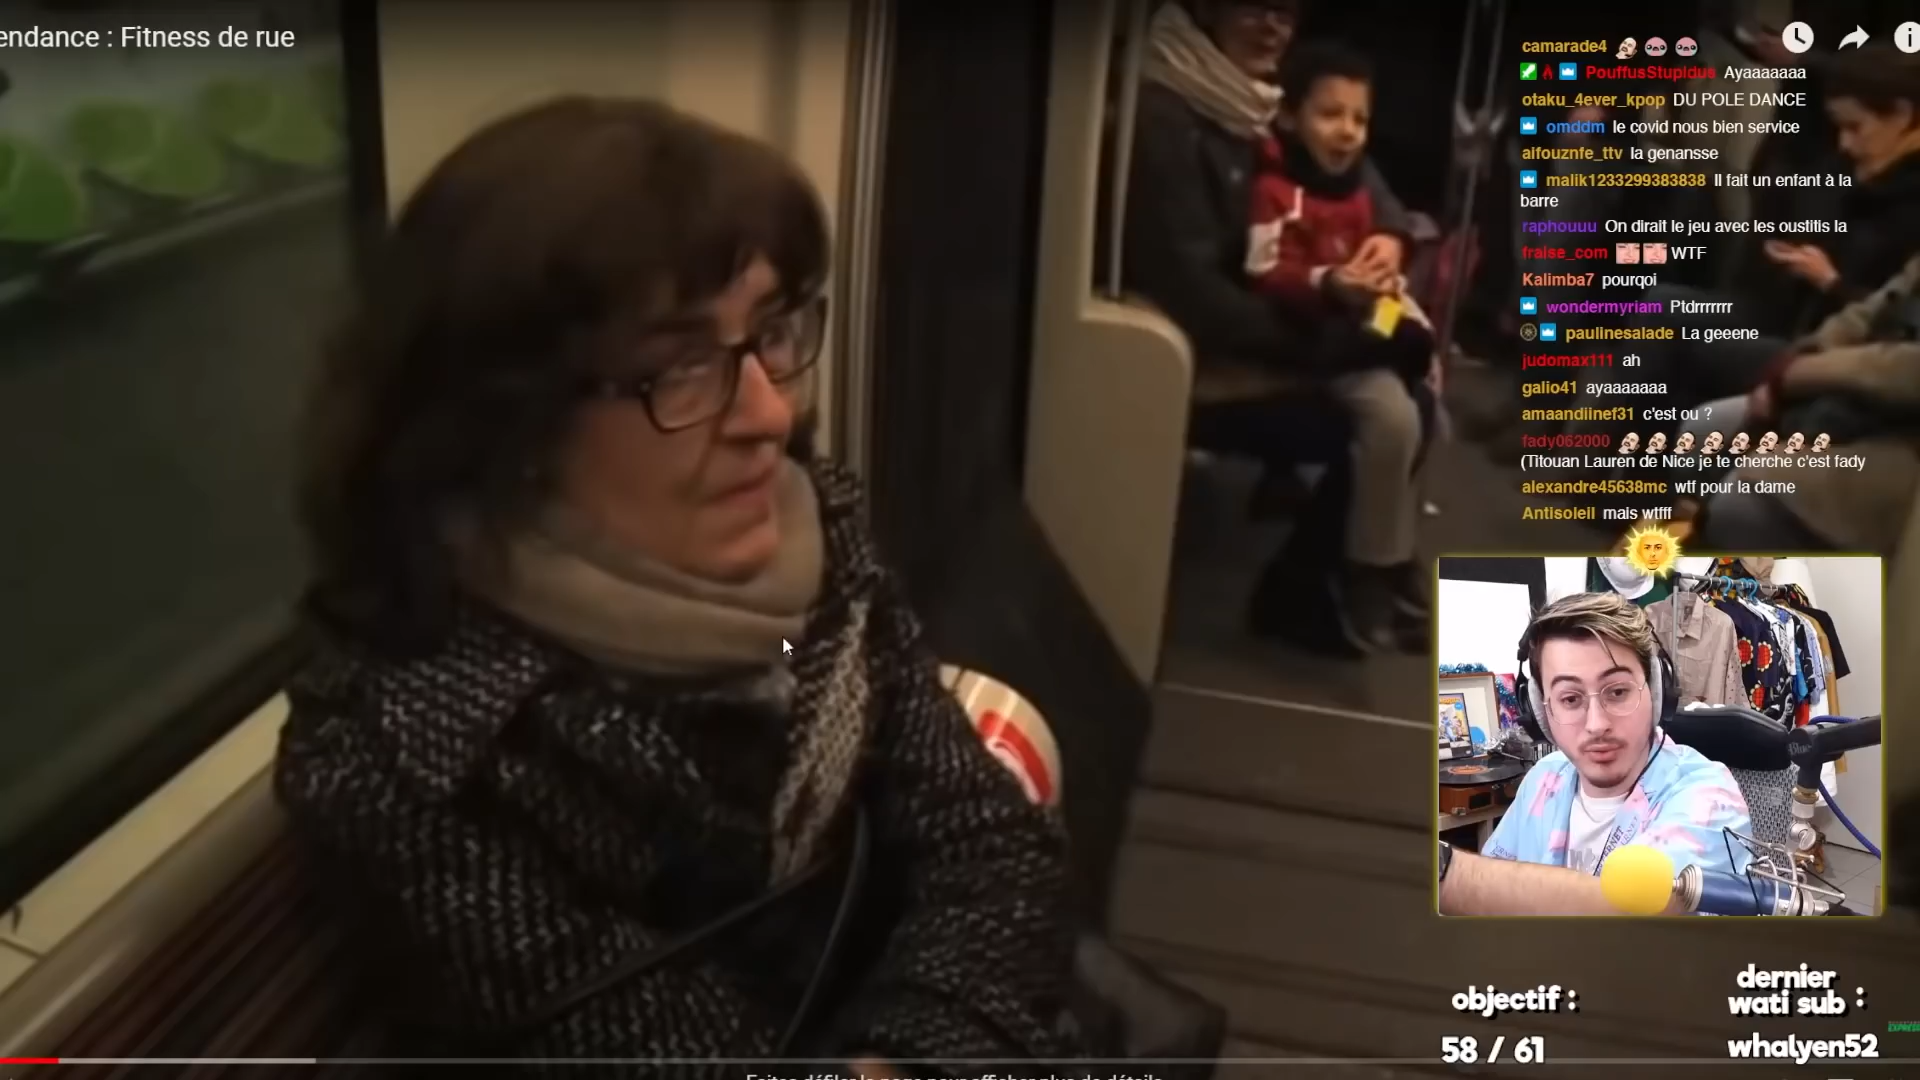 endance : Fitness de rue
camarade4
PouffusStupidus Ayaaaaaaa
otaku_4ever_kpop DU POLE DANCE
omddm le covid nous bien service
aifouznfe_ttv la genansse
malik1233299383838 Il fait un enfant à la
barre
raphouuu On dirait le jeu avec les oustitis la
fraise_com WTF
Kalimba7 pourqoi
wondermyriam Ptdrrrrrrr
paulinesalade La geeene
judomax111 ah
galio41 ayaaaaaaa
amaandiinef31 c'est ou ?
fady062000
(Titouan Lauren de Nice je te cherche c'est fady
alexandre45638mc wtf pour la dame
Antisoleil mais wtfff
objectif :
58 / 61
dernier
wati sub :
whalyen52